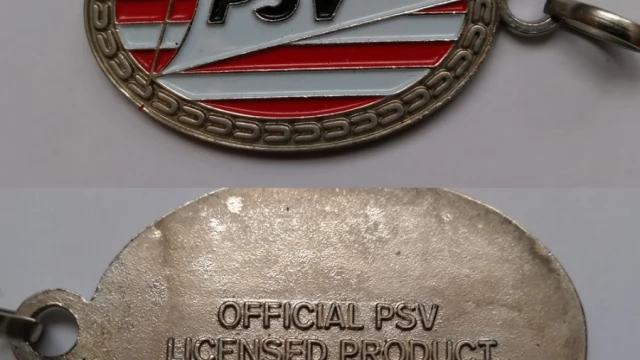 PSV
OFFICIAL PSV
LICENSED PRODUCT